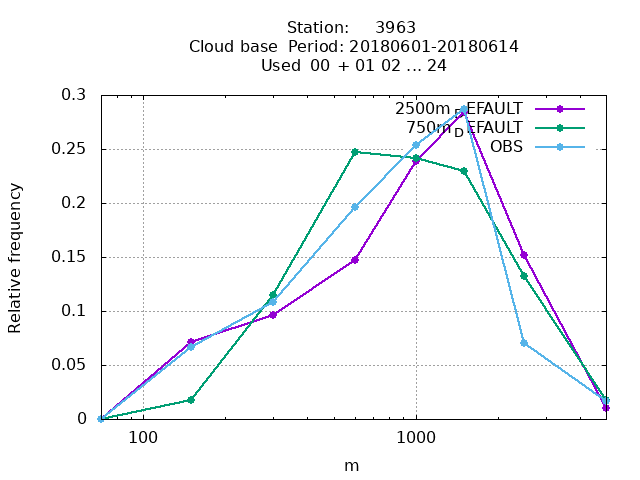 Station: 3963
Cloud base Period: 20180601-20180614
Used 00 + 01 02 ... 24
0.3
0.25
0.2
0.15
0.1
0.05
0
Relative frequency
2500m_DEFAULT
750m_DEFAULT
OBS
100
1000
m